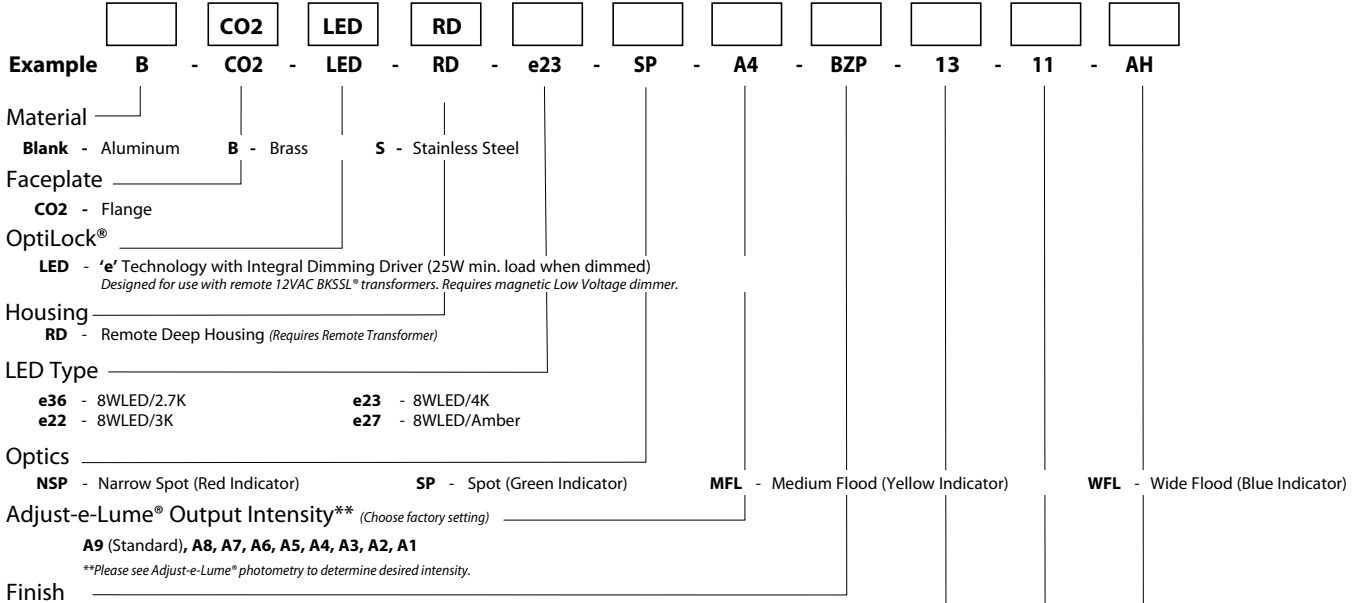 CO2 LED RD
Example B - CO2 - LED - RD - e23 - SP - A4 - BZP - 13 - 11 - AH
Material
Blank - Aluminum B - Brass S - Stainless Steel
Faceplate
CO2 - Flange
OptiLock®
LED - ‘e’ Technology with Integral Dimming Driver (25W min. load when dimmed)
Designed for use with remote 12VAC BKSSL® transformers. Requires magnetic Low Voltage dimmer.
Housing
RD - Remote Deep Housing (Requires Remote Transformer)
LED Type
e36 - 8WLED/2.7K e23 - 8WLED/4K
e22 - 8WLED/3K e27 - 8WLED/Amber
Optics
NSP - Narrow Spot (Red Indicator) SP - Spot (Green Indicator) MFL - Medium Flood (Yellow Indicator) WFL - Wide Flood (Blue Indicator)
Adjust-e-Lume® Output Intensity** (Choose factory setting)
A9 (Standard), A8, A7, A6, A5, A4, A3, A2, A1
**Please see Adjust-e-Lume® photometry to determine desired intensity.
Finish